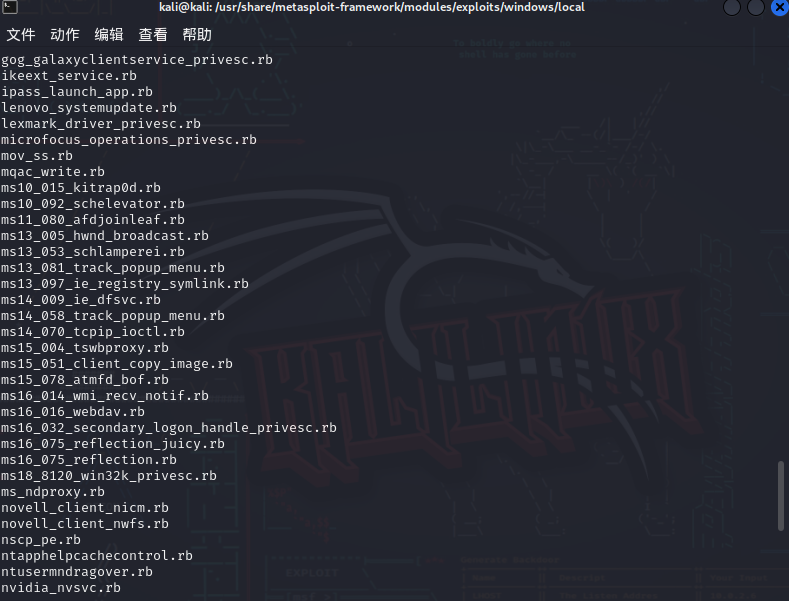 kali@kali: /usr/share/metasploit-framework/modules/exploits/windows/local
文件 动作 编辑 查看 帮助
gog_galaxyclientservice_privesc.rb
ikeext_service.rb
ipass_launch_app.rb
lenovo_systemupdate.rb
lexmark_driver_privesc.rb
microfocus_operations_privesc.rb
mov_ss.rb
mqac_write.rb
ms10_015_kitrap0d.rb
ms10_092_schelevator.rb
ms11_080_afdjoinleaf.rb
ms13_005_hwnd_broadcast.rb
ms13_053_schlamperei.rb
ms13_081_track_popup_menu.rb
ms13_097_ie_registry_symlink.rb
ms14_009_ie_dfsvc.rb
ms14_058_track_popup_menu.rb
ms14_070_tcpip_ioctl.rb
ms15_004_tswbproxy.rb
ms15_051_client_copy_image.rb
ms15_078_atmfd_bof.rb
ms16_014_wmi_recv_notif.rb
ms16_016_webdav.rb
ms16_032_secondary_logon_handle_privesc.rb
ms16_075_reflection_juicy.rb
ms16_075_reflection.rb
ms18_8120_win32k_privesc.rb
ms_ndproxy.rb
novell_client_nicm.rb
novell_client_nwfs.rb
nscp_pe.rb
ntapphelpcachecontrol.rb
ntusermndragover.rb
nvidia_nvsvc.rb
KALI LINUX